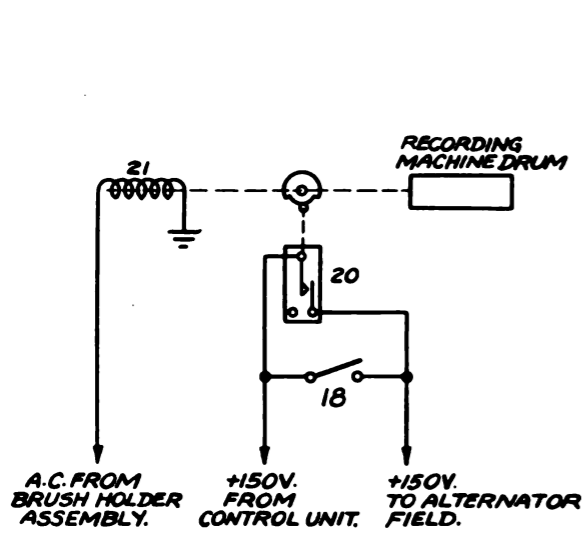 RECORDING
MACHINE DRUM
21
20
18
A.C. FROM
BRUSH HOLDER
ASSEMBLY.
+150V.
FROM
CONTROL UNIT.
+150V.
TO ALTERNATOR
FIELD.